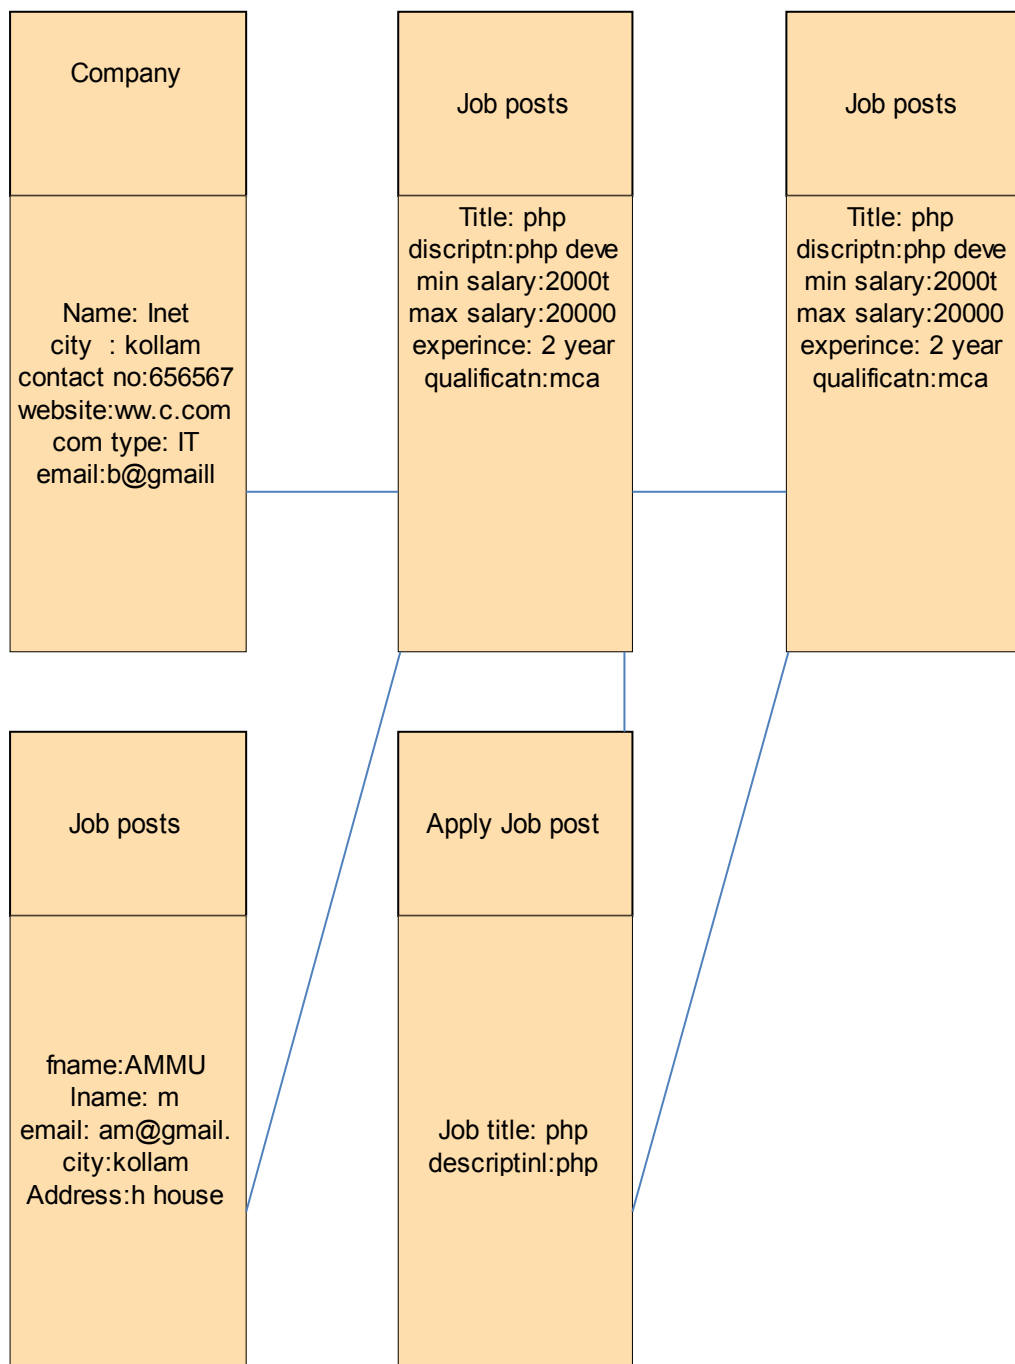 Company
Name: Inet
city  : kollam
contact no:656567
website:ww.c.com
com type: IT
email:b@gmaill
Job posts
Title: php
discriptn:php deve
min salary:2000t
max salary:20000
experince: 2 year
qualificatn:mca
Job posts
Title: php
discriptn:php deve
min salary:2000t
max salary:20000
experince: 2 year
qualificatn:mca
Job posts
fname:AMMU
lname: m
email: am@gmail.
city:kollam
Address:h house
Apply Job post
Job title: php
descriptinl:php